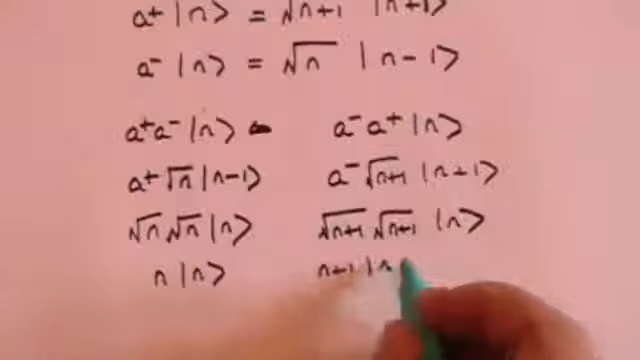 a⁺ |n⟩ = √n+1 |n+1⟩
a⁻ |n⟩ = √n |n-1⟩
a⁺a⁻ |n⟩ - a⁻a⁺ |n⟩
a⁺ √n |n-1⟩ a⁻ √n+1 |n+1⟩
√n √n |n⟩ √n+1 √n+1 |n⟩
n |n⟩ n+1 |n